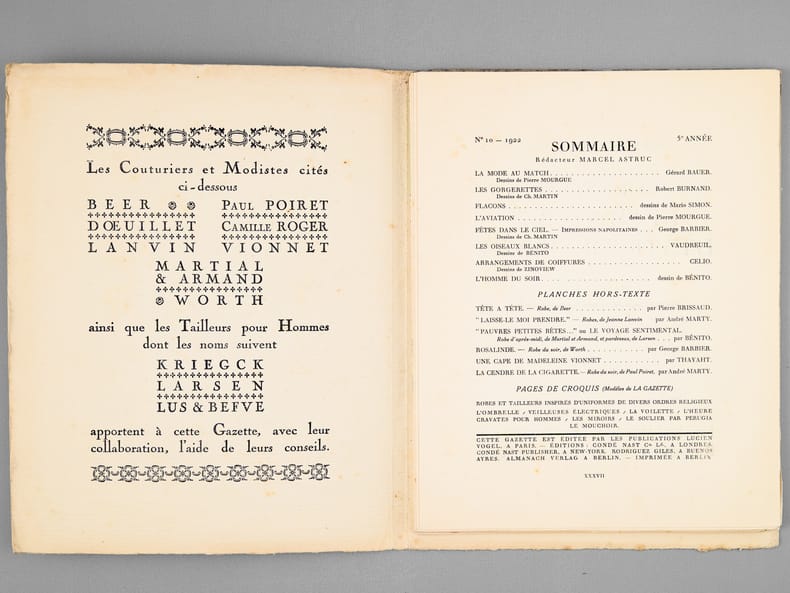 Les Couturiers et Modistes cités
ci-dessous
BEER PAUL POIRET
DŒUILLET CAMILLE ROGER
LANVIN VIONNET
MARTIAL
& ARMAND
WORTH
ainsi que les Tailleurs pour Hommes
dont les noms suivent
KRIEGCK
LARSEN
LUS & BEFVE
apportent à cette Gazette, avec leur
collaboration, l'aide de leurs conseils.
Nº 10 — 1922 5e ANNÉE
SOMMAIRE
Rédacteur MARCEL ASTRUC
LA MODE AU MATCH. . . . . . . . . . . . . . . . . . . . Gérard BAUER.
Dessins de Pierre MOURGUE
LES GORGERETTES . . . . . . . . . . . . . . . . . . . Robert BURNAND.
Dessins de Ch. MARTIN
FLACONS . . . . . . . . . . . . . . . . . . . . . . dessins de Mario SIMON.
L'AVIATION . . . . . . . . . . . . . . . . . . . dessin de Pierre MOURGUE.
FÊTES DANS LE CIEL. — IMPRESSIONS NAPOLITAINES . . . George BARBIER.
Dessins de Ch. MARTIN
LES OISEAUX BLANCS. . . . . . . . . . . . . . . . . . . . VAUDREUIL,
Dessins de BÉNITO
ARRANGEMENTS DE COIFFURES . . . . . . . . . . . . . . . CELIO.
Dessins de ZINOVIEW
L'HOMME DU SOIR. . . . . . . . . . . . . . . . . . . dessin de BÉNITO.
PLANCHES HORS-TEXTE
TÊTE A TÊTE. — Robe, de Beer . . . . . . . . . . . par Pierre BRISSAUD.
"LAISSE-LE MOI PRENDRE." — Robes, de Jeanne Lanvin par André MARTY.
"PAUVRES PETITES BÊTES..." ou LE VOYAGE SENTIMENTAL.
Robe d'après-midi, de Martial et Armand, et pardessus, de Larsen . . . par BÉNITO.
ROSALINDE. — Robe du soir, de Worth . . . . . . . . . par George BARBIER.
UNE CAPE DE MADELEINE VIONNET . . . . . . . . . . . par THAYAHT.
LA CENDRE DE LA CIGARETTE. — Robe du soir, de Paul Poiret. par André MARTY.
PAGES DE CROQUIS (Modèles de LA GAZETTE)
ROBES ET TAILLEURS INSPIRÉS D'UNIFORMES DE DIVERS ORDRES RELIGIEUX
L'OMBRELLE / VEILLEUSES ÉLECTRIQUES / LA VOILETTE / L'HEURE
CRAVATES POUR HOMMES / LES MIROIRS / LE SOULIER PAR PERUGIA
LE MOUCHOIR.
CETTE GAZETTE EST ÉDITÉE PAR LES PUBLICATIONS LUCIEN
VOGEL, A PARIS. — ÉDITIONS : CONDÉ NAST Co Ld, A LONDRES
CONDÉ NAST PUBLISHER, A NEW-YORK, RODRIGUEZ GILES, A BUENOS
AYRES. ALMANACH VERLAG A BERLIN. — IMPRIMÉE A BERLIN
XXXVII